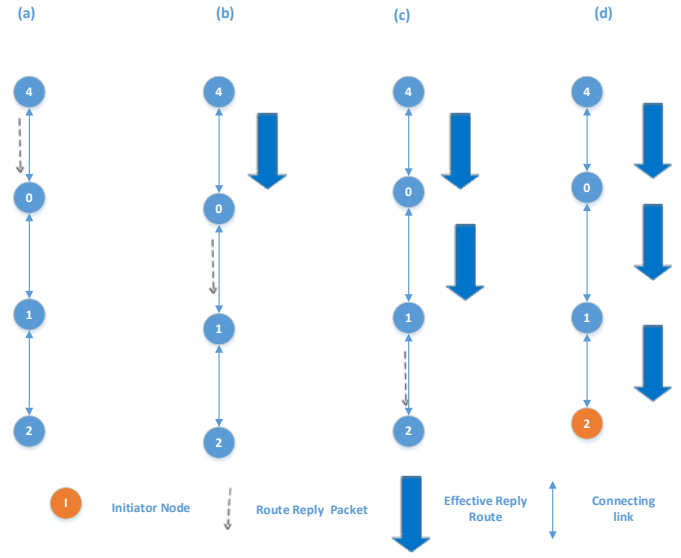 (a) (b) (c) (d)
4 4 4 4
0 0 0 0
1 1 1 1
2 2 2 2
I Initiator Node Route Reply Packet Effective Reply Route Connecting link